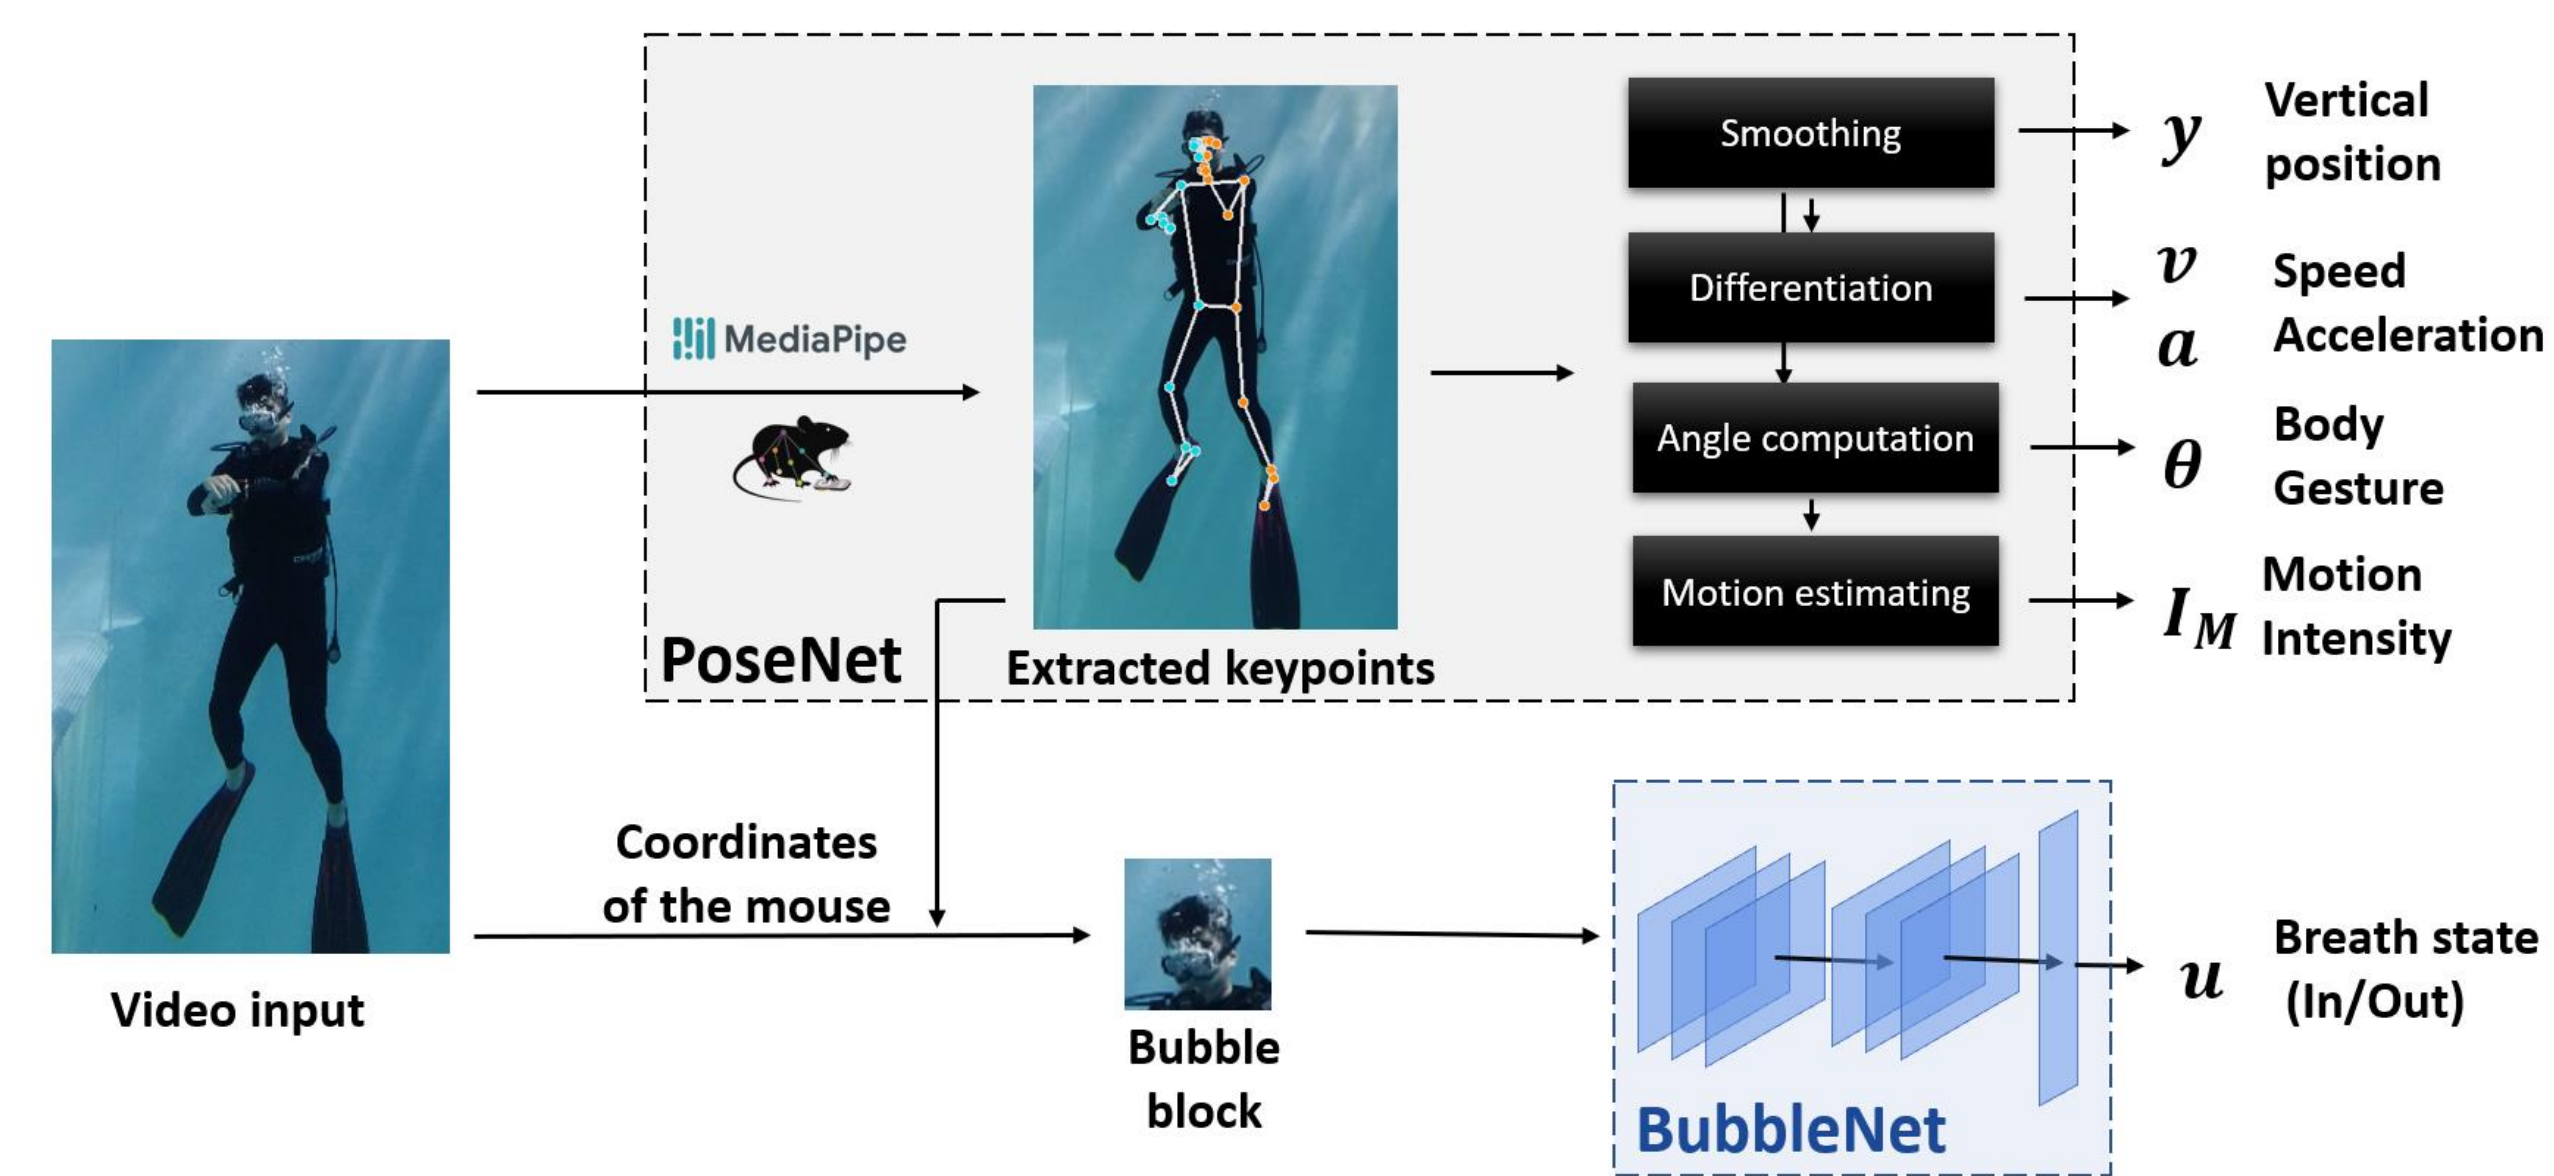 MediaPipe
PoseNet
Extracted keypoints
Smoothing
Differentiation
Angle computation
Motion estimating
y
Vertical
position
v
a
Speed
Acceleration
θ
Body
Gesture
I_M
Motion
Intensity
Video input
Coordinates
of the mouse
Bubble
block
BubbleNet
u
Breath state
(In/Out)